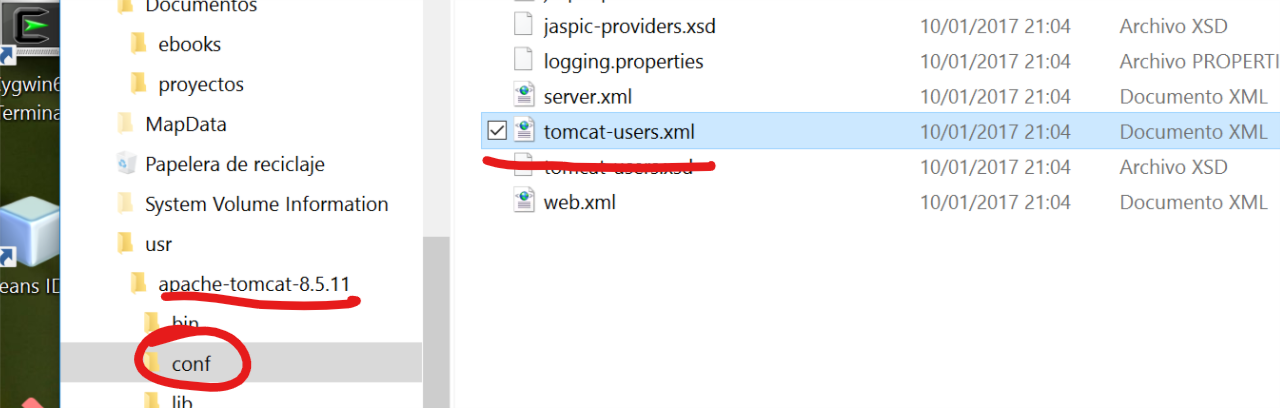 Documentos
ebooks
proyectos
MapData
Papelera de reciclaje
System Volume Information
usr
apache-tomcat-8.5.11
bin
conf
lib
jaspic-providers.xsd 10/01/2017 21:04 Archivo XSD
logging.properties 10/01/2017 21:04 Archivo PROPERTI
server.xml 10/01/2017 21:04 Documento XML
tomcat-users.xml 10/01/2017 21:04 Documento XML
tomcat-users.xsd 10/01/2017 21:04 Archivo XSD
web.xml 10/01/2017 21:04 Documento XML
ygwin6
Termina
eans ID